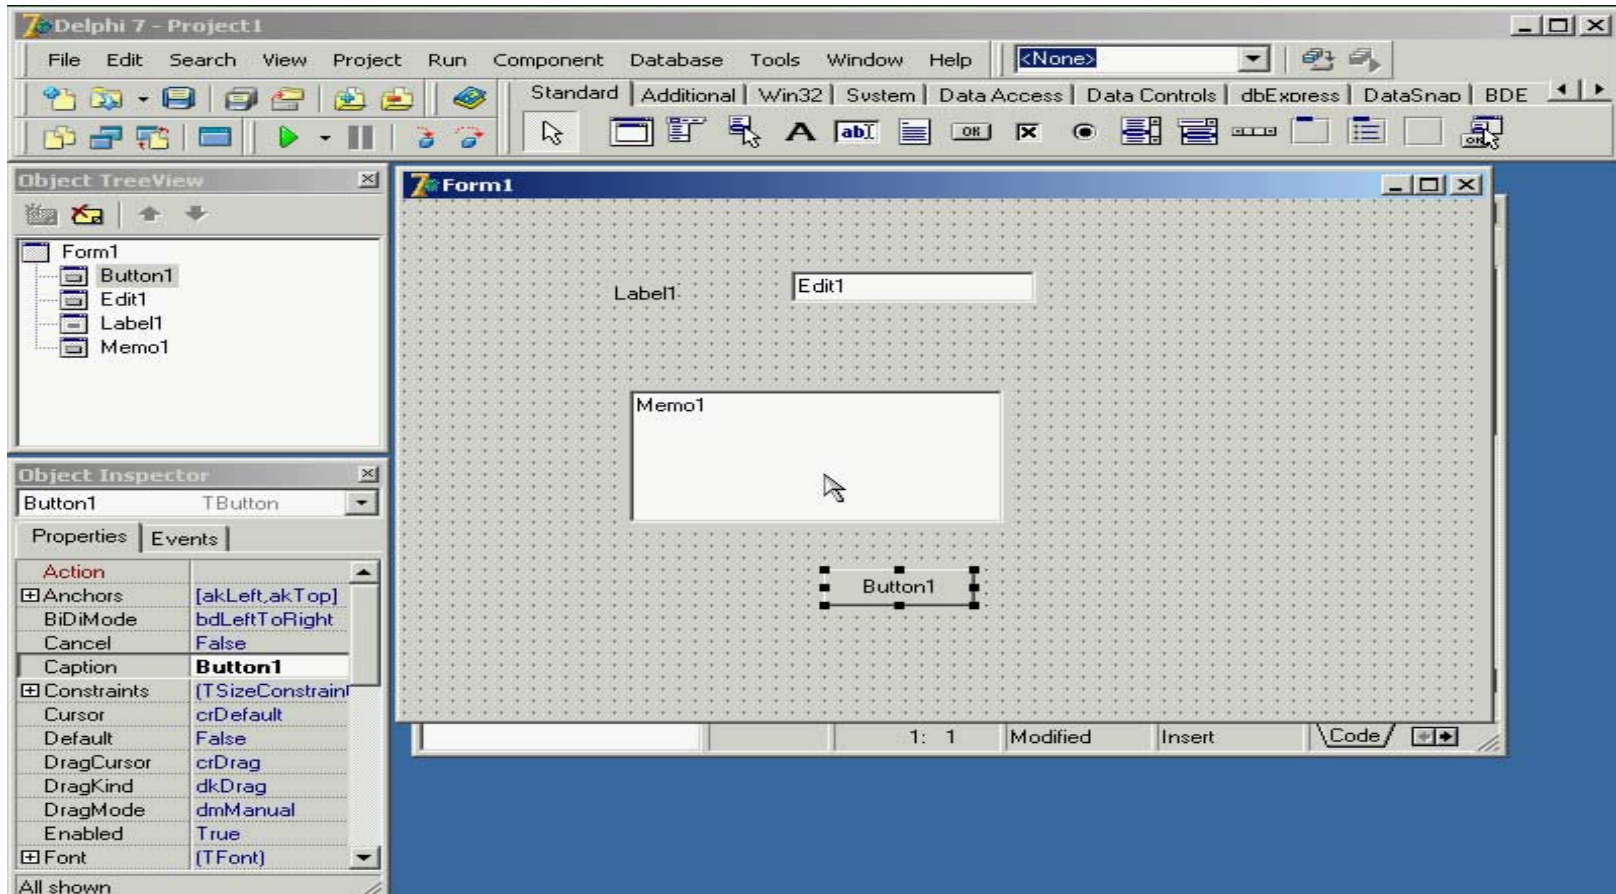 Delphi 7 - Project1
File Edit Search View Project Run Component Database Tools Window Help <None>
Standard Additional Win32 System Data Access Data Controls dbExpress DataSnap BDE
Object TreeView
Form1
Button1
Edit1
Label1
Memo1
Object Inspector
Button1 TButton
Properties Events
Action
Anchors [akLeft,akTop]
BiDiMode bdLeftToRight
Cancel False
Caption Button1
Constraints (TSizeConstraint
Cursor crDefault
Default False
DragCursor crDrag
DragKind dkDrag
DragMode dmManual
Enabled True
Font (TFont)
All shown
Form1
Label1 Edit1
Memo1
Button1
1: 1 Modified Insert Code